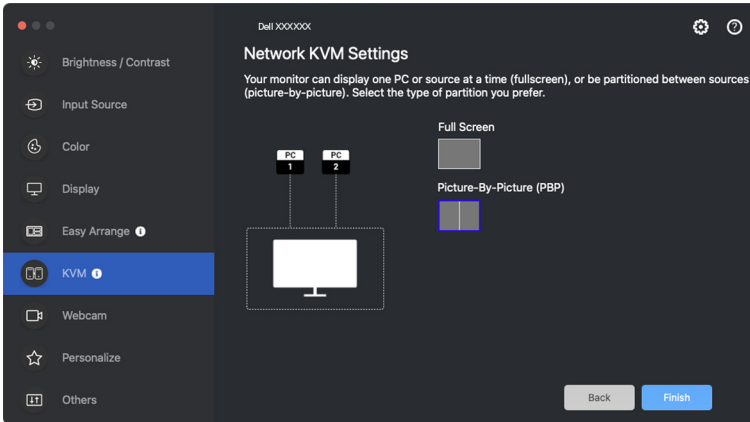 Dell XXXXXX
Brightness / Contrast
Input Source
Color
Display
Easy Arrange
KVM
Webcam
Personalize
Others
Network KVM Settings
Your monitor can display one PC or source at a time (fullscreen), or be partitioned between sources
(picture-by-picture). Select the type of partition you prefer.
PC
1
PC
2
Full Screen
Picture-By-Picture (PBP)
Back
Finish